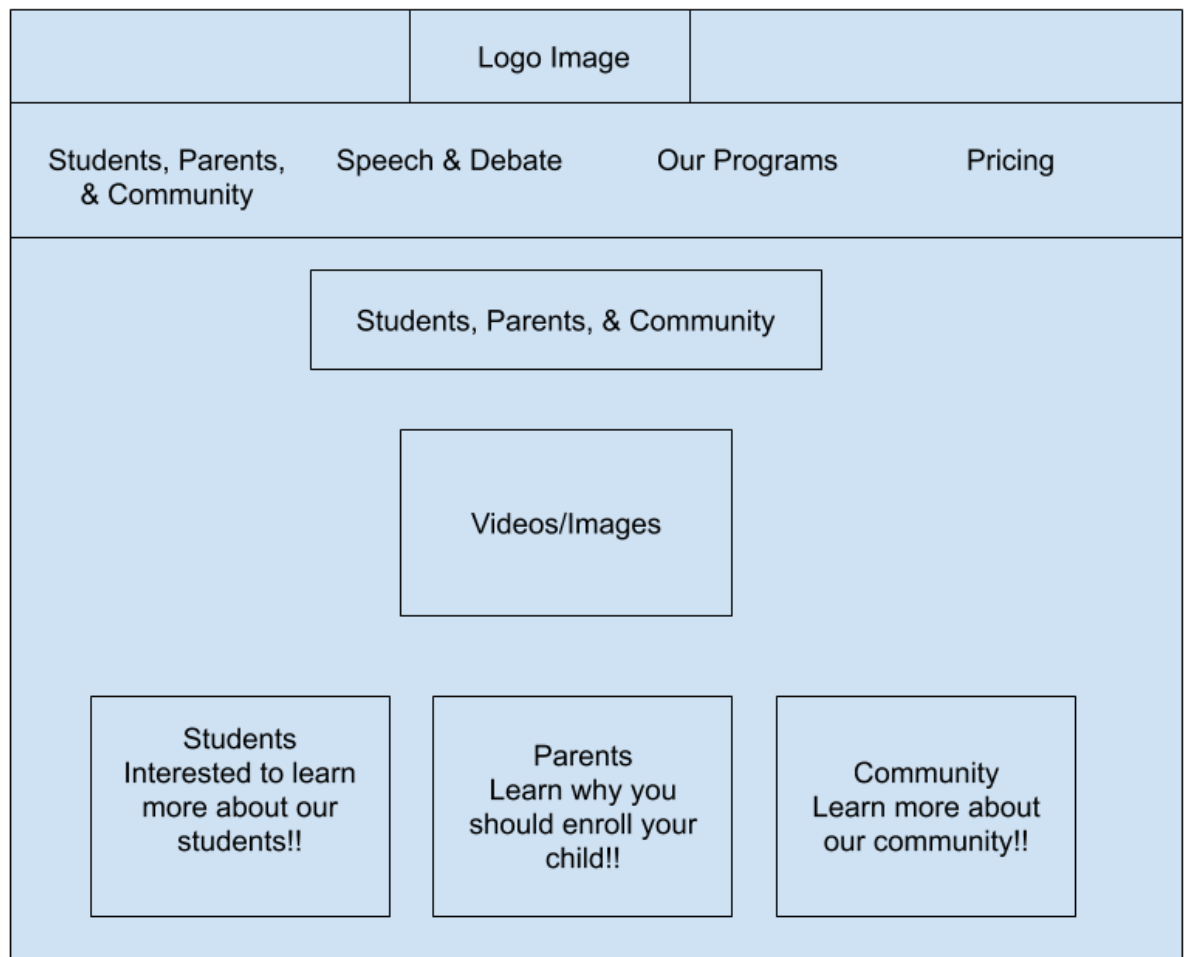 Logo Image
Students, Parents,
& Community
Speech & Debate
Our Programs
Pricing
Students, Parents, & Community
Videos/Images
Students
Interested to learn
more about our
students!!
Parents
Learn why you
should enroll your
child!!
Community
Learn more about
our community!!